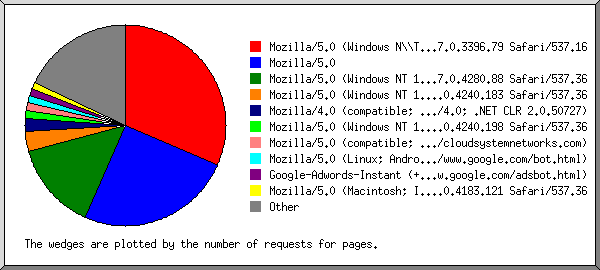 Mozilla/5.0 (Windows N\\T...7.0.3396.79 Safari/537.16
Mozilla/5.0
Mozilla/5.0 (Windows NT 1...7.0.4280.88 Safari/537.36
Mozilla/5.0 (Windows NT 1....0.4240.183 Safari/537.36
Mozilla/4.0 (compatible; .../4.0; .NET CLR 2.0.50727)
Mozilla/5.0 (Windows NT 1....0.4240.198 Safari/537.36
Mozilla/5.0 (compatible; .../cloudsystemnetworks.com)
Mozilla/5.0 (Linux; Andro.../www.google.com/bot.html)
Google-Adwords-Instant (+...w.google.com/adsbot.html)
Mozilla/5.0 (Macintosh; I....0.4183.121 Safari/537.36
Other
The wedges are plotted by the number of requests for pages.